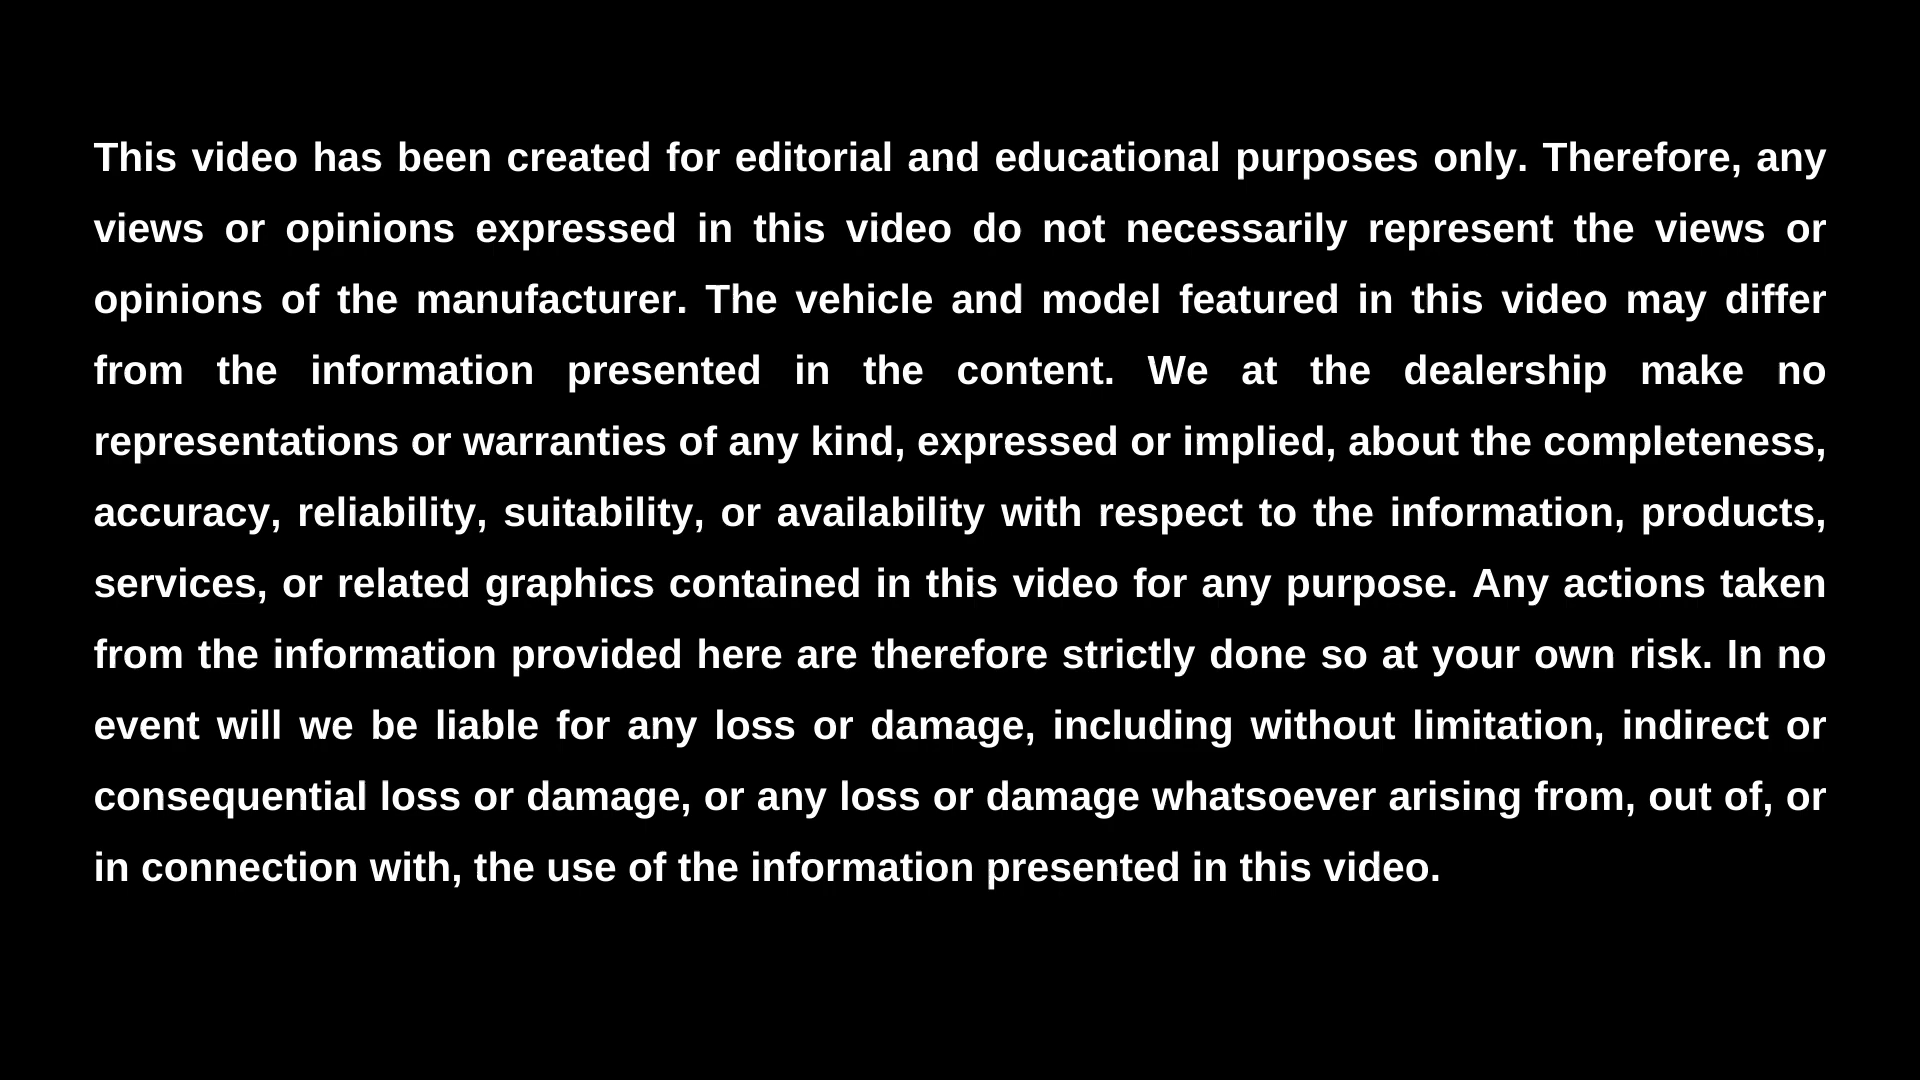 This video has been created for editorial and educational purposes only. Therefore, any
views or opinions expressed in this video do not necessarily represent the views or
opinions of the manufacturer. The vehicle and model featured in this video may differ
from the information presented in the content. We at the dealership make no
representations or warranties of any kind, expressed or implied, about the completeness,
accuracy, reliability, suitability, or availability with respect to the information, products,
services, or related graphics contained in this video for any purpose. Any actions taken
from the information provided here are therefore strictly done so at your own risk. In no
event will we be liable for any loss or damage, including without limitation, indirect or
consequential loss or damage, or any loss or damage whatsoever arising from, out of, or
in connection with, the use of the information presented in this video.